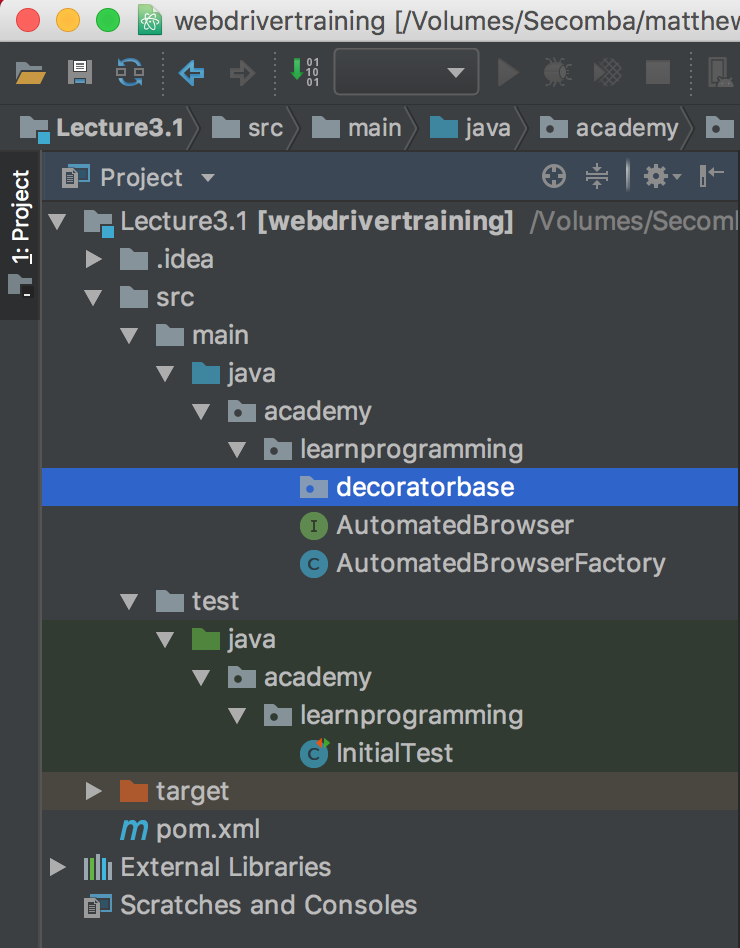 webdrivertraining [/Volumes/Secomba/matthew
Lecture3.1 src main java academy
1: Project
Project
Lecture3.1 [webdrivertraining] /Volumes/Secoml
.idea
src
main
java
academy
learnprogramming
decoratorbase
I AutomatedBrowser
C AutomatedBrowserFactory
test
java
academy
learnprogramming
C InitialTest
target
m pom.xml
External Libraries
Scratches and Consoles